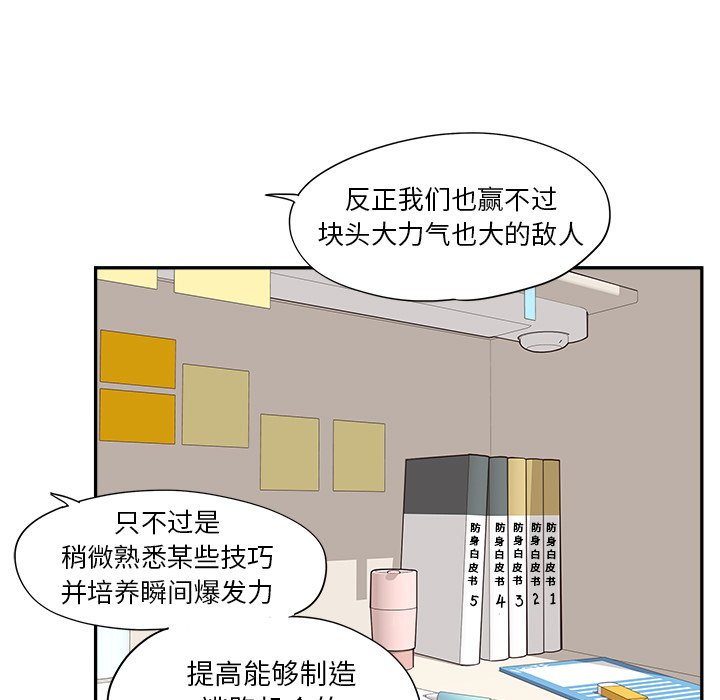 反正我们也赢不过
块头大力气也大的敌人
只不过是
稍微熟悉某些技巧
并培养瞬间爆发力
防身白皮书 5
防身白皮书 4
防身白皮书 3
防身白皮书 2
防身白皮书 1
提高能够制造